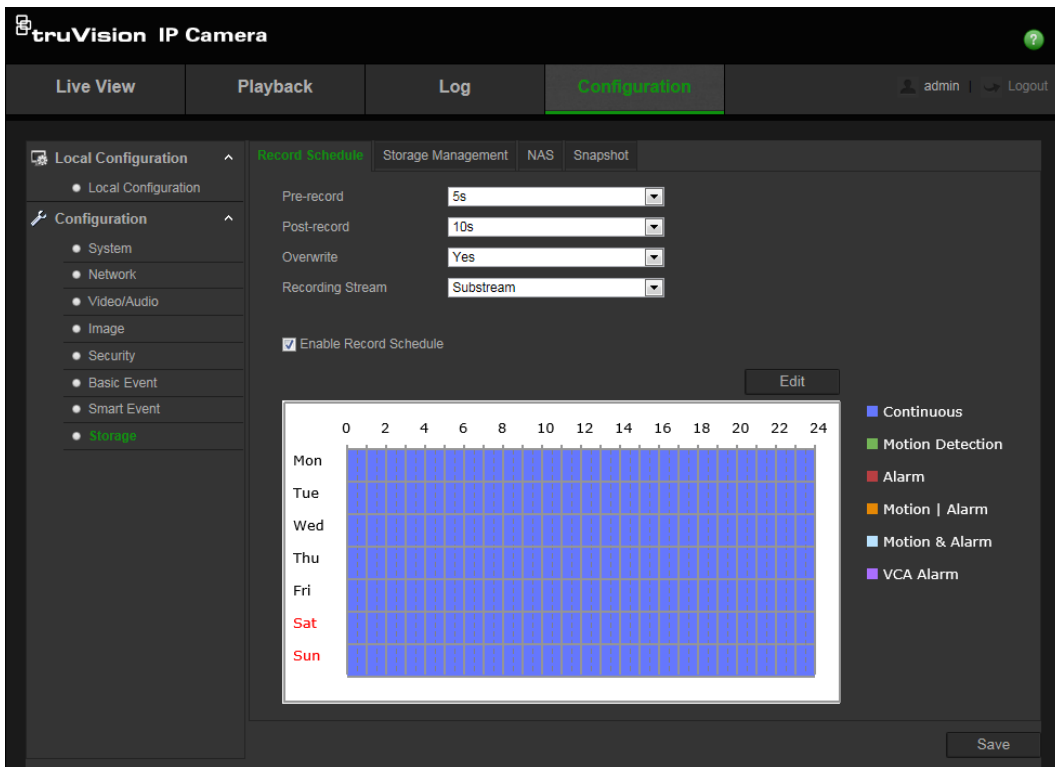 truVision IP Camera
?
Live View Playback Log Configuration admin | Logout
Local Configuration
Local Configuration
Configuration
System
Network
Video/Audio
Image
Security
Basic Event
Smart Event
Storage
Record Schedule Storage Management NAS Snapshot
Pre-record 5s
Post-record 10s
Overwrite Yes
Recording Stream Substream
Enable Record Schedule
Edit
0 2 4 6 8 10 12 14 16 18 20 22 24
Mon
Tue
Wed
Thu
Fri
Sat
Sun
Continuous
Motion Detection
Alarm
Motion | Alarm
Motion & Alarm
VCA Alarm
Save